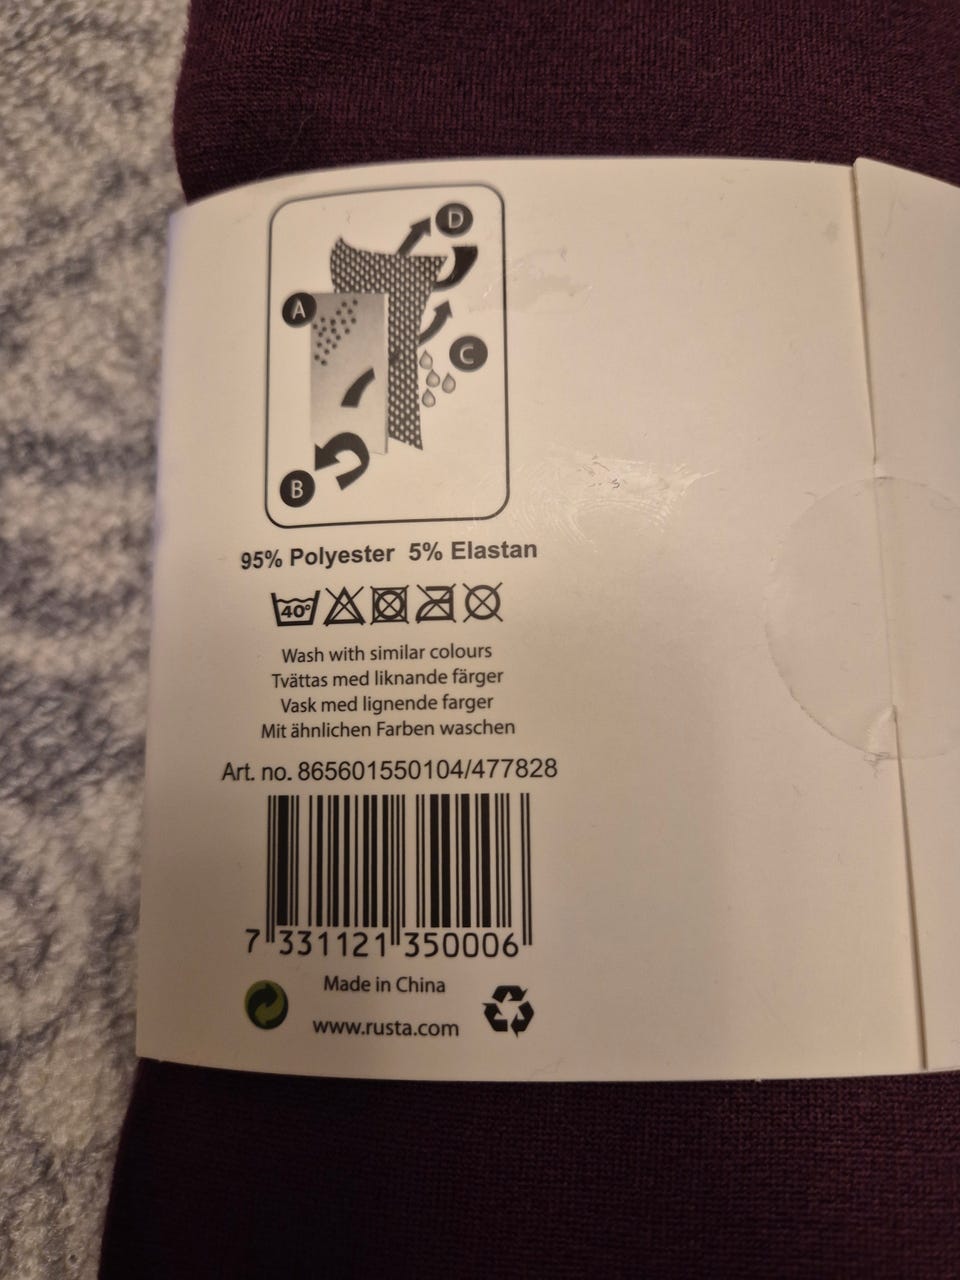 D
A
C
B
95% Polyester 5% Elastan
40°
Wash with similar colours
Tvättas med liknande färger
Vask med lignende farger
Mit ähnlichen Farben waschen
Art. no. 865601550104/477828
7 331121 350006
Made in China
www.rusta.com